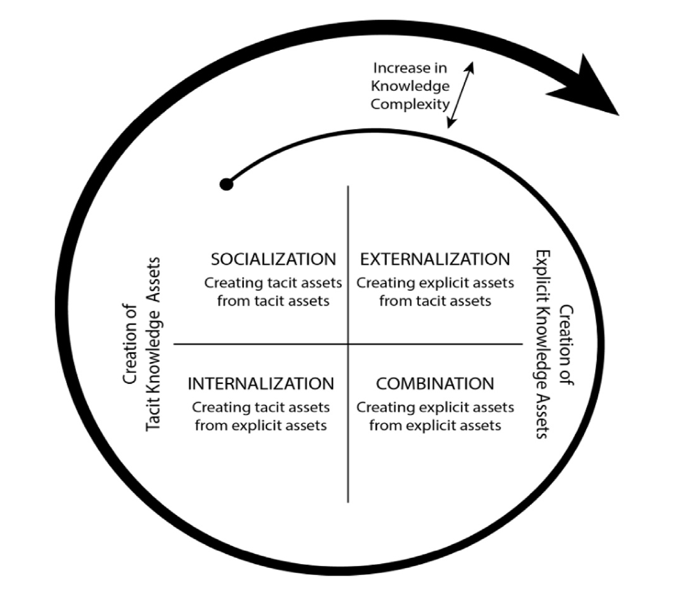 Increase in
Knowledge
Complexity
SOCIALIZATION
Creating tacit assets
from tacit assets
EXTERNALIZATION
Creating explicit assets
from tacit assets
Creation of
Tacit Knowledge Assets
Creation of
Explicit Knowledge Assets
INTERNALIZATION
Creating tacit assets
from explicit assets
COMBINATION
Creating explicit assets
from explicit assets